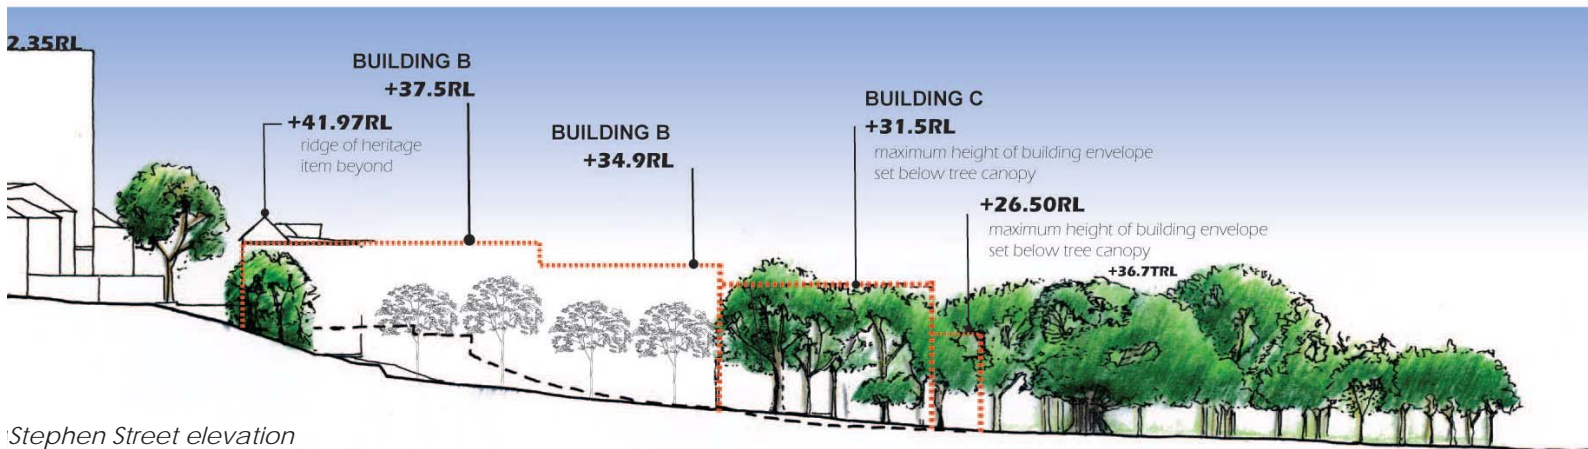 2.35RL
BUILDING B
+37.5RL
+41.97RL
ridge of heritage
item beyond
BUILDING B
+34.9RL
BUILDING C
+31.5RL
maximum height of building envelope
set below tree canopy
+26.50RL
maximum height of building envelope
set below tree canopy
+36.7TRL
Stephen Street elevation